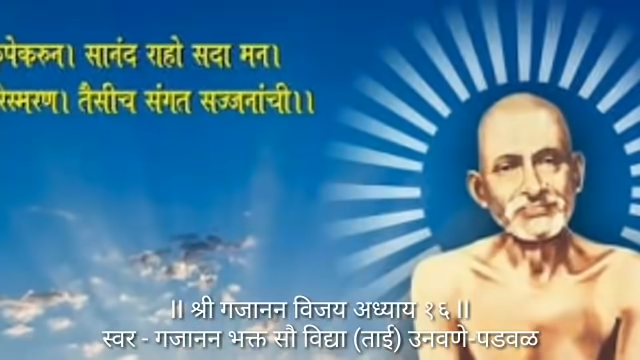 सानंद राहो सदा मन।
तैसीच संगत सज्जनांची।।
॥ श्री गजानन विजय अध्याय १६ ॥
स्वर - गजानन भक्त सौ विद्या (ताई) उनवणे-पडवळ